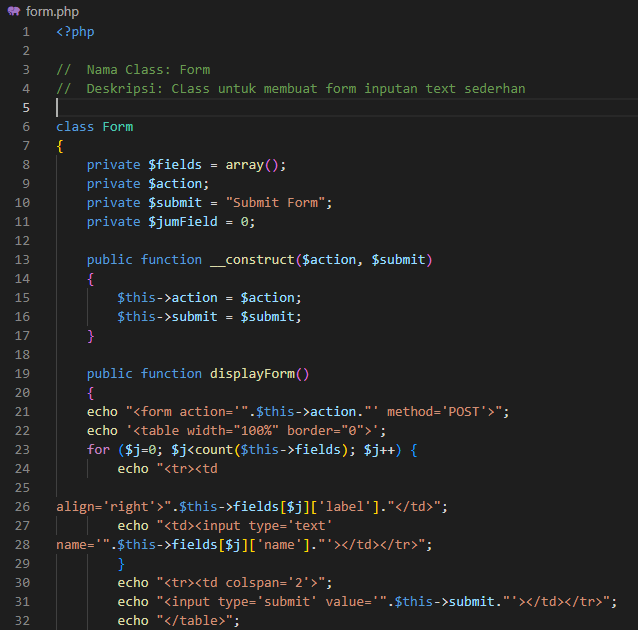 form.php
1 <?php
2
3 //  Nama Class: Form
4 //  Deskripsi: CLass untuk membuat form inputan text sederhan
5
6 class Form
7 {
8     private $fields = array();
9     private $action;
10     private $submit = "Submit Form";
11     private $jumField = 0;
12
13     public function __construct($action, $submit)
14     {
15         $this->action = $action;
16         $this->submit = $submit;
17     }
18
19     public function displayForm()
20     {
21     echo "<form action='".$this->action."' method='POST'>";
22     echo '<table width="100%" border="0">';
23     for ($j=0; $j<count($this->fields); $j++) {
24         echo "<tr><td
25
26 align='right'>".$this->fields[$j]['label']."</td>";
27         echo "<td><input type='text'
28 name='".$this->fields[$j]['name']."'></td></tr>";
29         }
30         echo "<tr><td colspan='2'>";
31         echo "<input type='submit' value='".$this->submit."'></td></tr>";
32         echo "</table>";